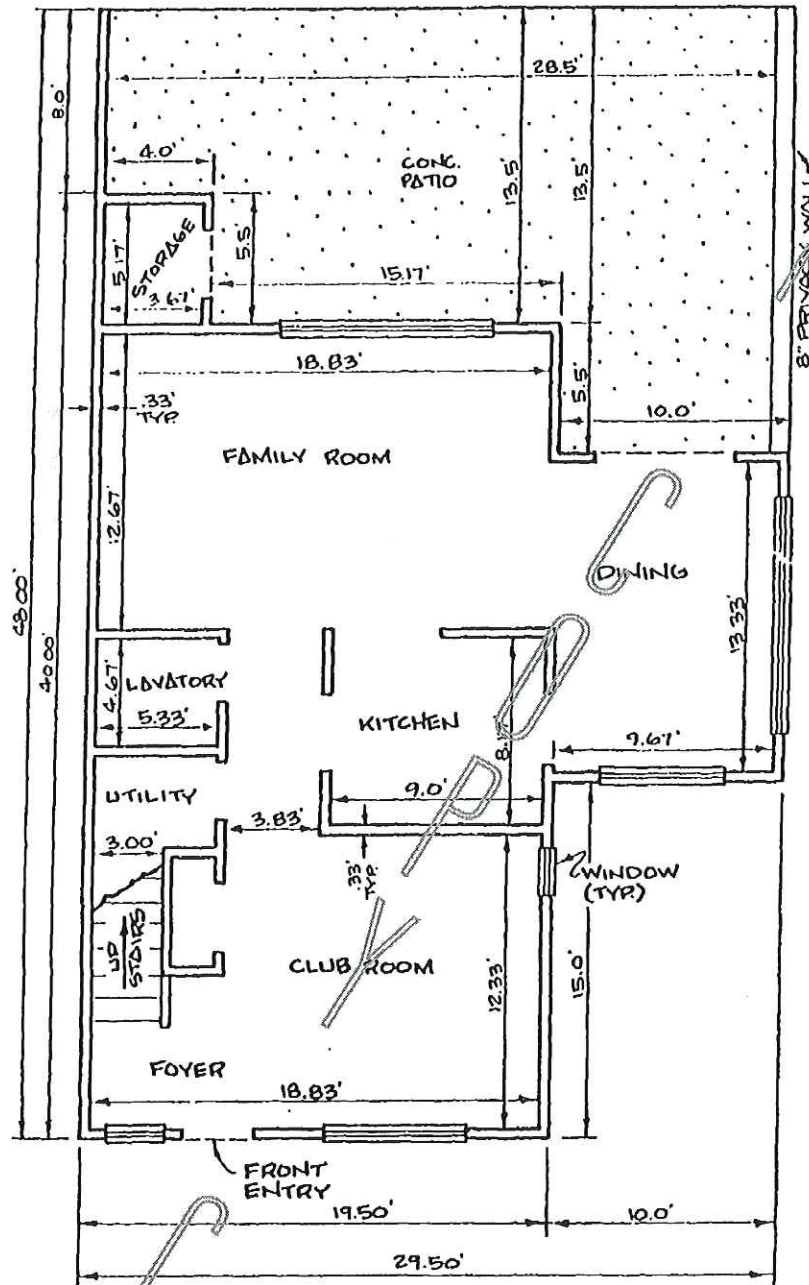 28.5'
8.0'
4.0'
CONC.
PATIO
13.5'
13.5'
8" PRIVACY WALLS
STORAGE
5.17'
5.5'
3.67'
15.17'
18.83'
5.5'
.33'
TYP.
10.0'
FAMILY ROOM
12.67'
DINING
48.00'
40.00'
13.33'
LAVATORY
4.67'
5.33'
KITCHEN
9.67'
UTILITY
9.0'
3.83'
3.00'
.33'
TYP.
WINDOW
(TYP.)
UP
STAIRS
CLUB ROOM
12.33'
15.0'
FOYER
18.83'
FRONT
ENTRY
19.50'
10.0'
29.50'